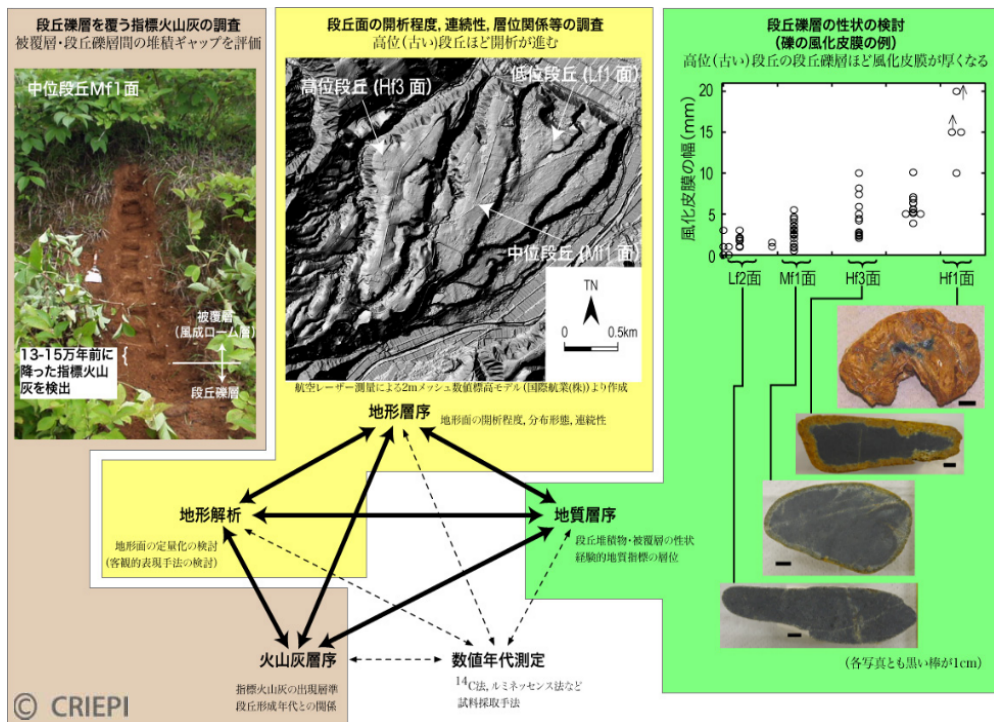 段丘礫層を覆う指標火山灰の調査
被覆層・段丘礫層間の堆積ギャップを評価
中位段丘Mf1面
被覆層
(風成ローム層)
13-15万年前に
降った指標火山
灰を検出
段丘礫層
段丘面の開析程度, 連続性, 層位関係等の調査
高位(古い)段丘ほど開析が進む
高位段丘 (Hf3 面)
低位段丘 (Lf1 面)
中位段丘 (Mf1 面)
TN
0 0.5km
航空レーザー測量による2mメッシュ数値標高モデル(国際航業(株))より作成
段丘礫層の性状の検討
(礫の風化皮膜の例)
高位(古い)段丘の段丘礫層ほど風化皮膜が厚くなる
風化皮膜の幅(mm)
20
15
10
5
0
Lf2面 Mf1面 Hf3面 Hf1面
(各写真とも黒い棒が1cm)
地形層序
地形面の開析程度, 分布形態, 連続性
地形解析
地形面の定量化の検討
(客観的表現手法の検討)
地質層序
段丘堆積物・被覆層の性状
経験的地質指標の層位
火山灰層序
指標火山灰の出現層準
段丘形成年代との関係
数値年代測定
14C法, ルミネッセンス法など
試料採取手法
© CRIEPI